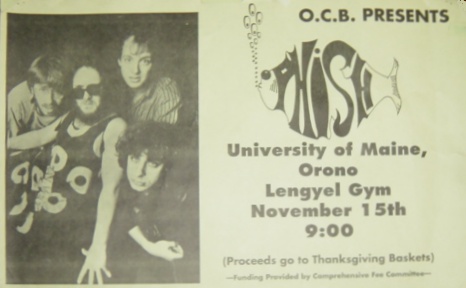 O.C.B. PRESENTS
PHiSH
University of Maine,
Orono
Lengyel Gym
November 15th
9:00
(Proceeds go to Thanksgiving Baskets)
—Funding Provided by Comprehensive Fee Committee—